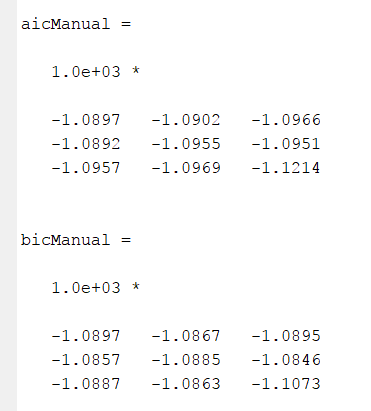 aicManual =
1.0e+03 *
-1.0897 -1.0902 -1.0966
-1.0892 -1.0955 -1.0951
-1.0957 -1.0969 -1.1214
bicManual =
1.0e+03 *
-1.0897 -1.0867 -1.0895
-1.0857 -1.0885 -1.0846
-1.0887 -1.0863 -1.1073